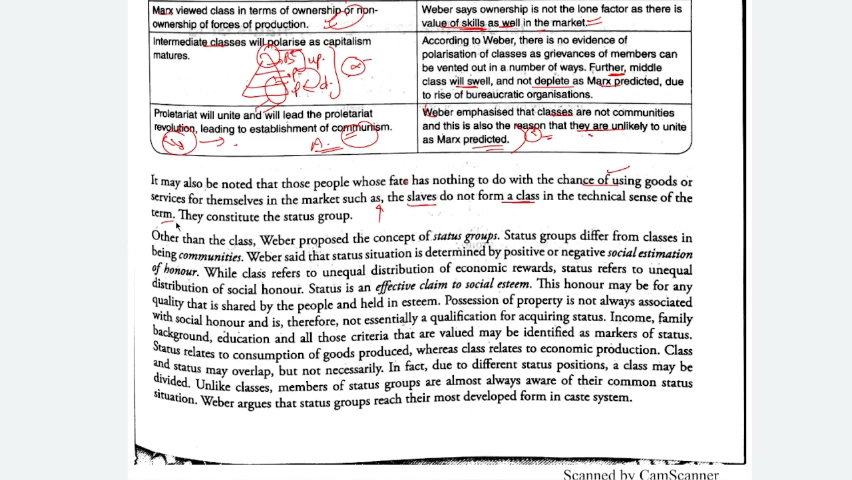 Marx viewed class in terms of ownership or non-
ownership of forces of production.
Weber says ownership is not the lone factor as there is
value of skills as well in the market.
Intermediate classes will polarise as capitalism
matures.
up.
According to Weber, there is no evidence of
polarisation of classes as grievances of members can
be vented out in a number of ways. Further, middle
class will swell, and not deplete as Marx predicted, due
to rise of bureaucratic organisations.
Proletariat will unite and will lead the proletariat
revolution, leading to establishment of communism.
A.
Weber emphasised that classes are not communities
and this is also the reason that they are unlikely to unite
as Marx predicted.
It may also be noted that those people whose fate has nothing to do with the chance of using goods or
services for themselves in the market such as, the slaves do not form a class in the technical sense of the
term. They constitute the status group.
Other than the class, Weber proposed the concept of status groups. Status groups differ from classes in
being communities. Weber said that status situation is determined by positive or negative social estimation
of honour. While class refers to unequal distribution of economic rewards, status refers to unequal
distribution of social honour. Status is an effective claim to social esteem. This honour may be for any
quality that is shared by the people and held in esteem. Possession of property is not always associated
with social honour and is, therefore, not essentially a qualification for acquiring status. Income, family
background, education and all those criteria that are valued may be identified as markers of status.
Status relates to consumption of goods produced, whereas class relates to economic production. Class
and status may overlap, but not necessarily. In fact, due to different status positions, a class may be
divided. Unlike classes, members of status groups are almost always aware of their common status
situation. Weber argues that status groups reach their most developed form in caste system.
Scanned by CamScanner